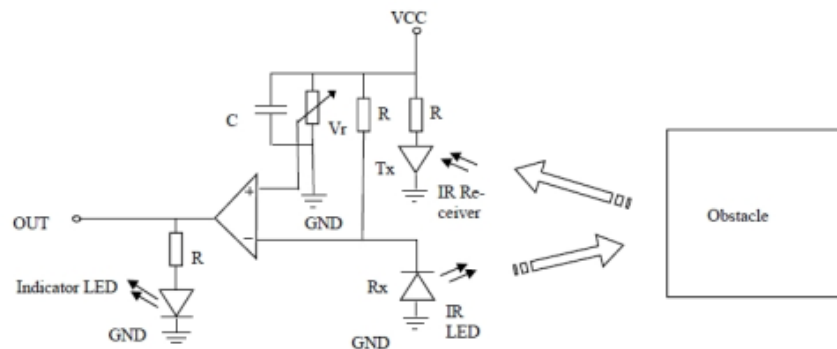 VCC
C
Vr
R
R
Tx
IR Re-
ceiver
Obstacle
+
GND
OUT
−
R
Rx
Indicator LED
IR
LED
GND
GND